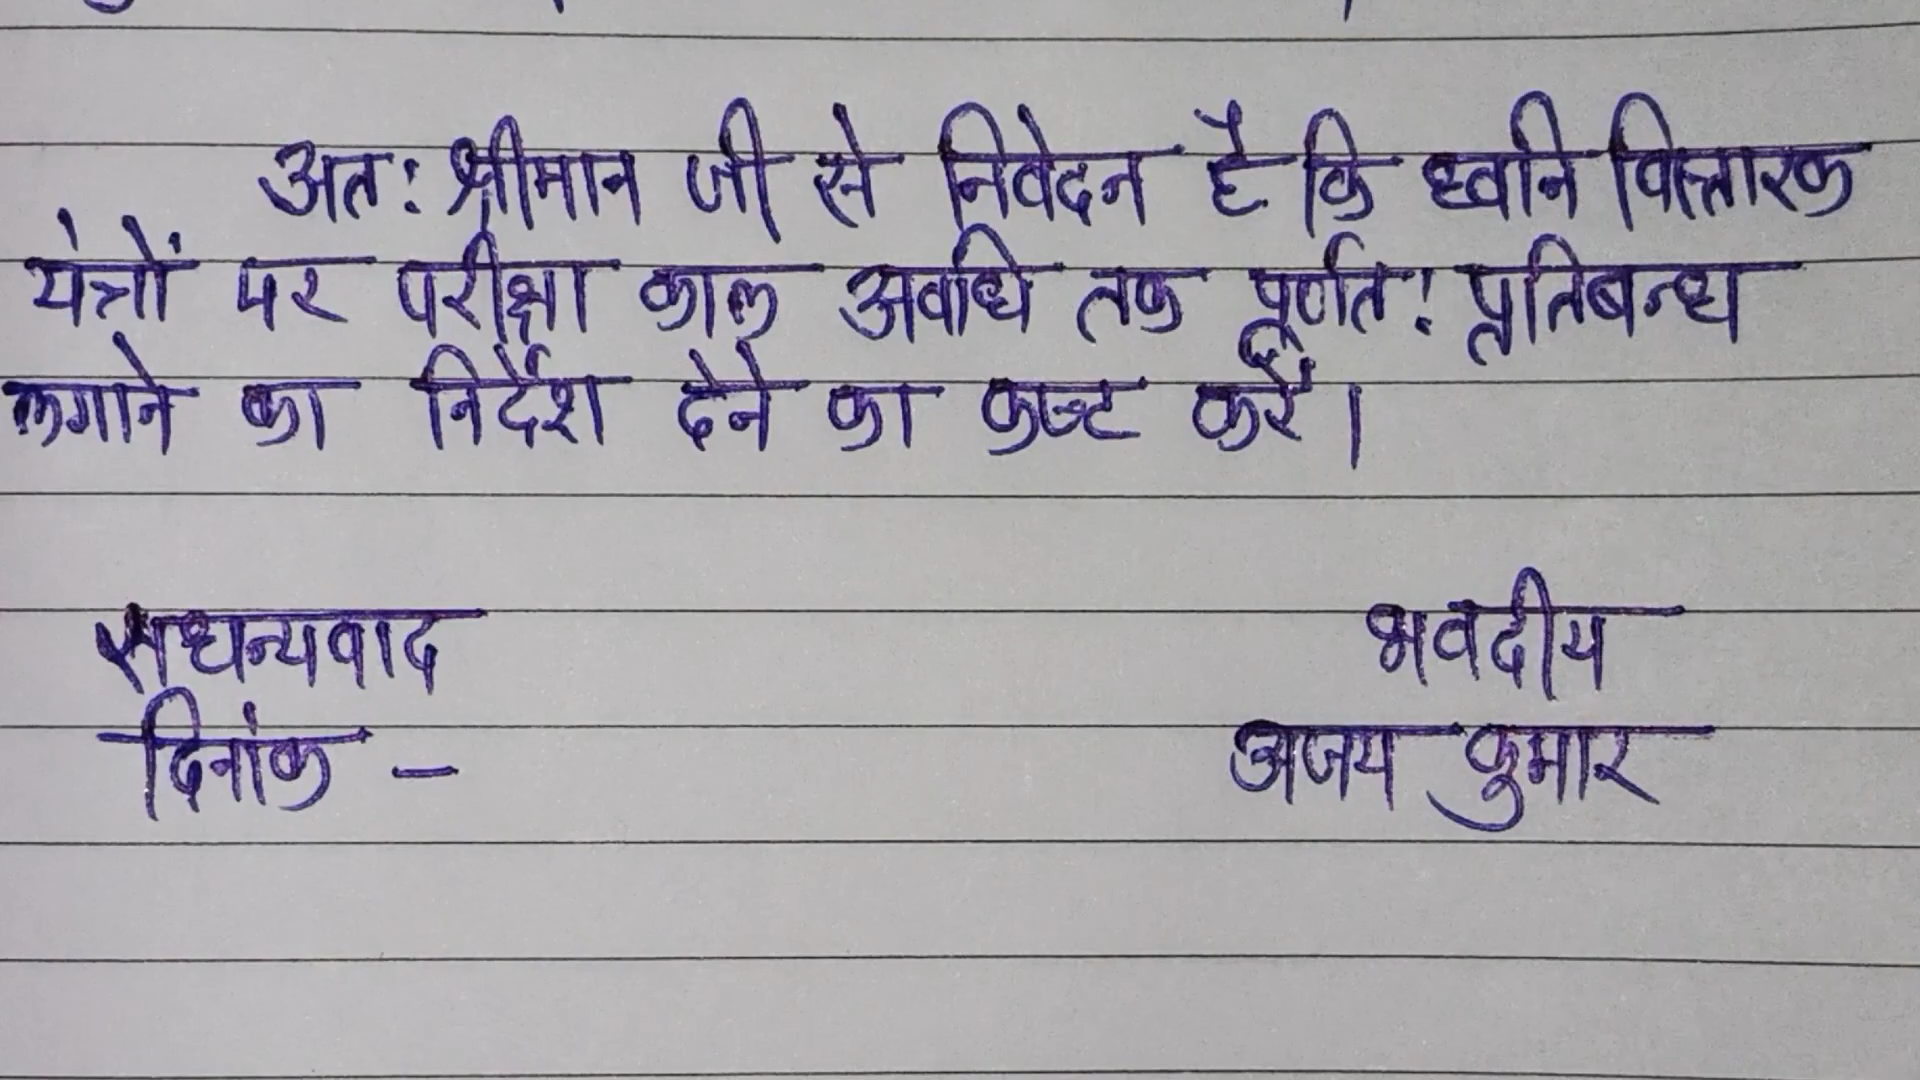 अत: श्रीमान जी से निवेदन है कि ध्वनि विस्तारक
यंत्रों पर परीक्षा काल अवधि तक पूर्णत: प्रतिबन्ध
लगाने का निर्देश देने का कष्ट करें।
सधन्यवाद भवदीय
दिनांक – अजय कुमार